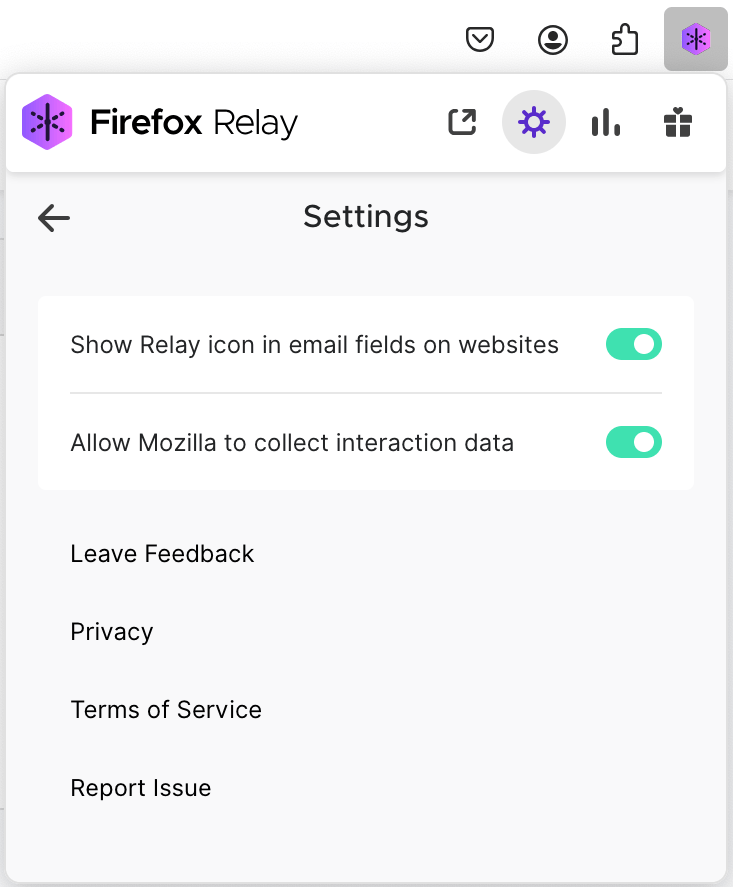 Firefox Relay
Settings
Show Relay icon in email fields on websites
Allow Mozilla to collect interaction data
Leave Feedback
Privacy
Terms of Service
Report Issue